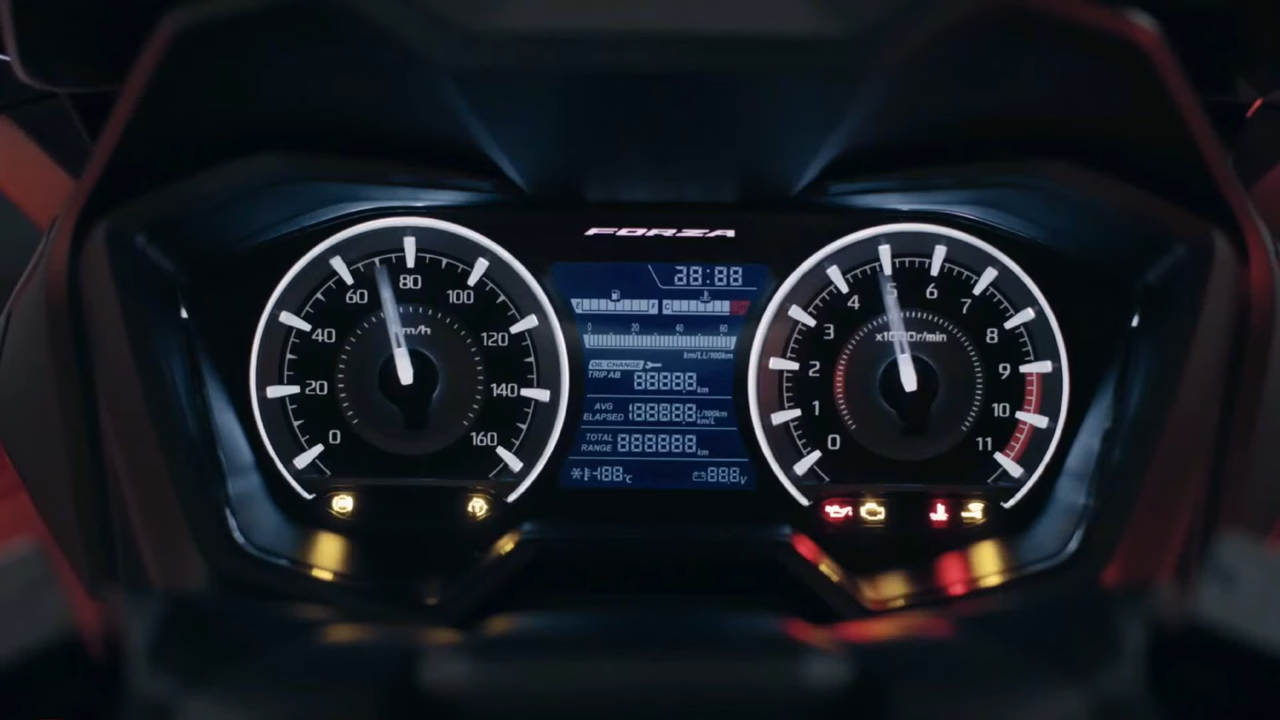 FORZA
0
20
40
60
80
100
120
140
160
km/h
28:88
E F C H
0 20 40 60
km/LL/100km
OIL CHANGE
TRIP AB 88888 km
AVG
ELAPSED 188888 L/100km
km/L
TOTAL
RANGE 888888 km
-188 °C 888 V
0
1
2
3
4
5
6
7
8
9
10
11
x1000r/min